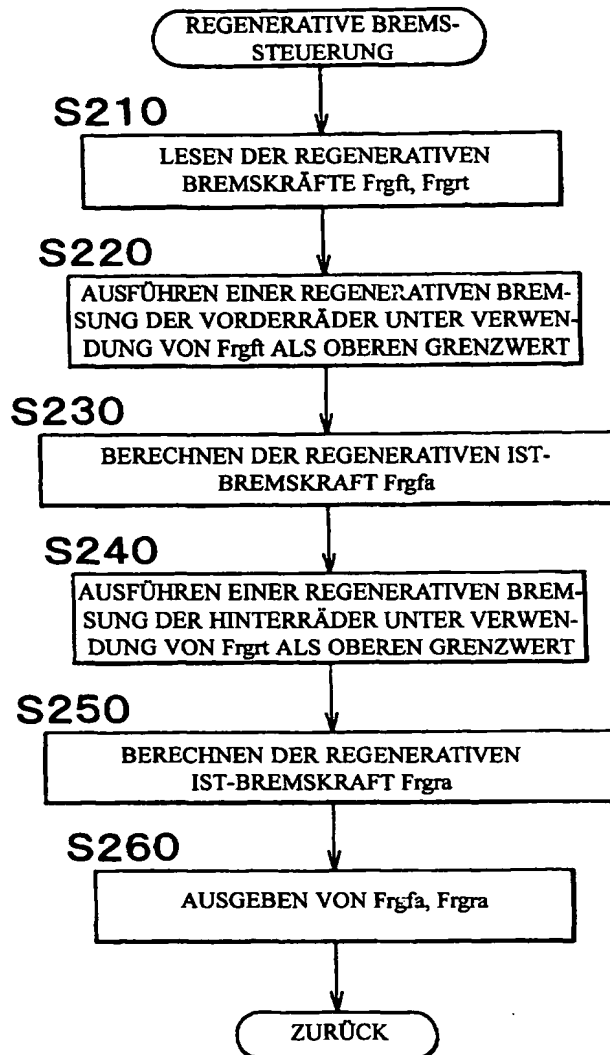 REGENERATIVE BREMS-
STEUERUNG
S210
LESEN DER REGENERATIVEN
BREMSKRÄFTE Frgft, Frgrt
S220
AUSFÜHREN EINER REGENERATIVEN BREM-
SUNG DER VORDERRÄDER UNTER VERWEN-
DUNG VON Frgft ALS OBEREN GRENZWERT
S230
BERECHNEN DER REGENERATIVEN IST-
BREMSKRAFT Frgfa
S240
AUSFÜHREN EINER REGENERATIVEN BREM-
SUNG DER HINTERRÄDER UNTER VERWEN-
DUNG VON Frgrt ALS OBEREN GRENZWERT
S250
BERECHNEN DER REGENERATIVEN
IST-BREMSKRAFT Frgra
S260
AUSGEBEN VON Frgfa, Frgra
ZURÜCK